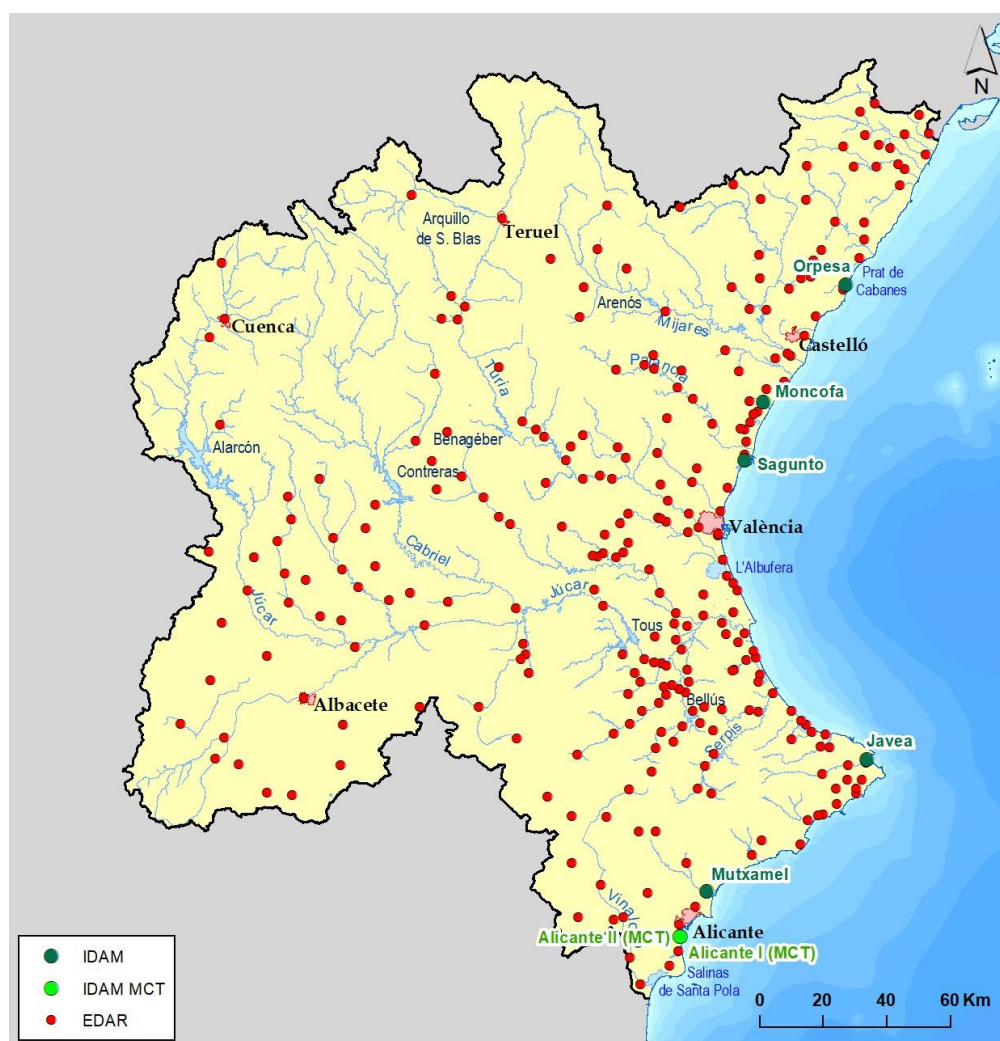 N
Arquillo
de S. Blas
Teruel
Orpesa
Prat de
Cabanes
Arenós
Mijares
Cuenca
Castelló
Palancia
Turia
Moncofa
Alarcón
Benagéber
Contreras
Sagunto
València
Cabriel
L'Albufera
Júcar
Júcar
Tous
Albacete
Bellús
Serpis
Javea
Mutxamel
Vinalopó
Alicante
Alicante II (MCT)
Alicante I (MCT)
Salinas
de Santa Pola
IDAM
IDAM MCT
EDAR
0 20 40 60 Km